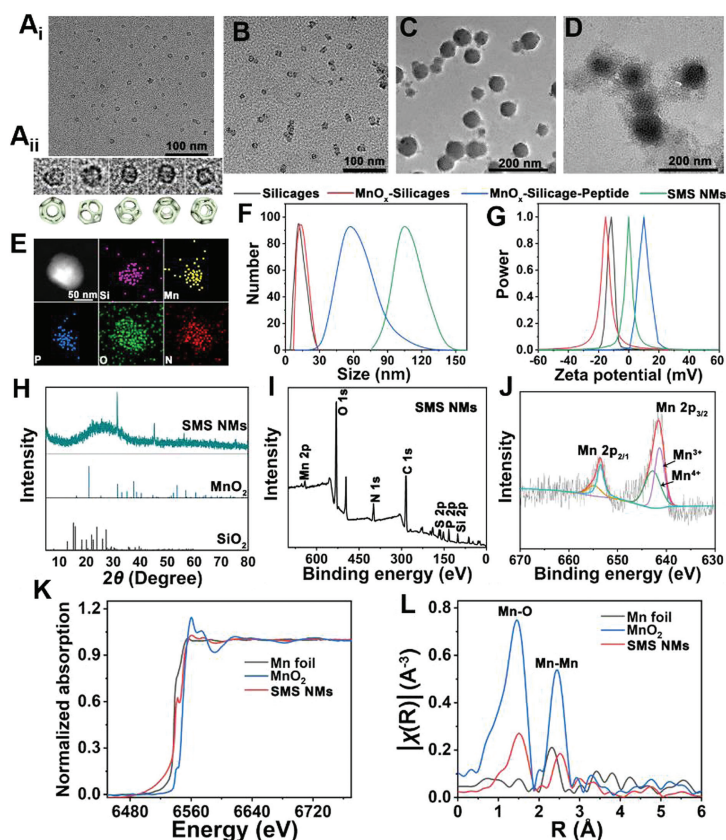 Ai
100 nm
B
100 nm
C
200 nm
D
200 nm
Aii
Silicages MnOx-Silicages MnOx-Silicage-Peptide SMS NMs
E
50 nm
Si
Mn
P
O
N
F
Number
100
80
60
40
20
0
0 30 60 90 120 150
Size (nm)
G
Power
1.0
0.8
0.6
0.4
0.2
0.0
-60 -40 -20 0 20 40 60
Zeta potential (mV)
H
Intensity
SMS NMs
MnO2
SiO2
10 20 30 40 50 60 70 80
2θ (Degree)
I
Intensity
SMS NMs
Mn 2p
O 1s
N 1s
C 1s
S 2p
Si 2p
600 450 300 150 0
Binding energy (eV)
J
Intensity
Mn 2p3/2
Mn 2p2/1
Mn3+
Mn4+
670 660 650 640 630
Binding energy (eV)
K
Normalized absorption
1.2
0.9
0.6
0.3
0.0
Mn foil
MnO2
SMS NMs
6480 6560 6640 6720
Energy (eV)
L
|χ(R)| (A-3)
0.8
0.6
0.4
0.2
0.0
Mn-O
Mn-Mn
Mn foil
MnO2
SMS NMs
0 1 2 3 4 5 6
R (Å)